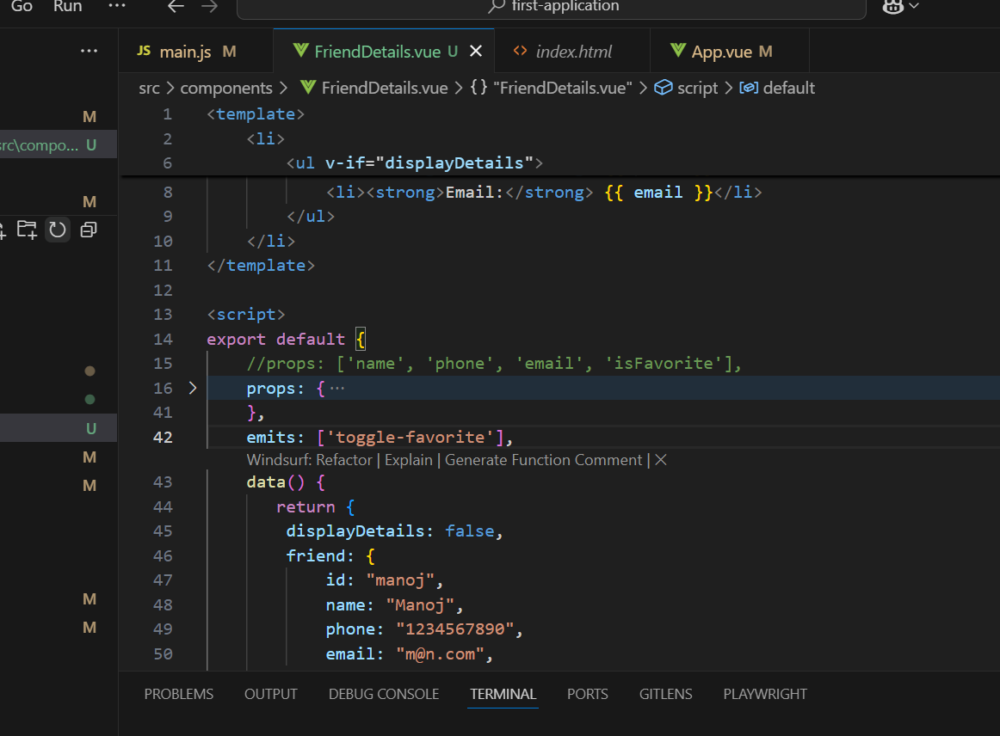 Go Run ··· first-application
··· JS main.js M FriendDetails.vue U index.html App.vue M
src > components > FriendDetails.vue > {} "FriendDetails.vue" > script > default
M
src\compo... U
M
U
M
M
M
M
1 <template>
2 <li>
6 <ul v-if="displayDetails">
8 <li><strong>Email:</strong> {{ email }}</li>
9 </ul>
10 </li>
11 </template>
12
13 <script>
14 export default {
15 //props: ['name', 'phone', 'email', 'isFavorite'],
16 props: {···
41 },
42 emits: ['toggle-favorite'],
Windsurf: Refactor | Explain | Generate Function Comment | ×
43 data() {
44 return {
45 displayDetails: false,
46 friend: {
47 id: "manoj",
48 name: "Manoj",
49 phone: "1234567890",
50 email: "m@n.com",
PROBLEMS OUTPUT DEBUG CONSOLE TERMINAL PORTS GITLENS PLAYWRIGHT